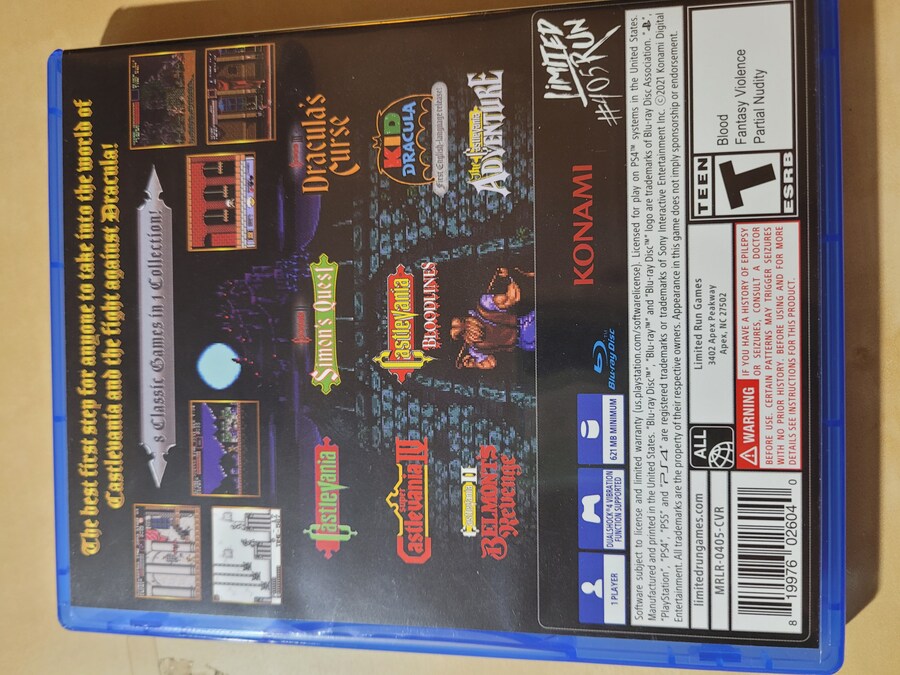 The best first step for anyone to take into the world of
Castlevania and the fight against Dracula!
8 Classic Games in 1 Collection!
Castlevania
Simon's Quest
Dracula's
Curse
Super
Castlevania IV
Castlevania
BLOODLINES
KID
DRACULA
First English-language release!
Castlevania II
BELMONT'S
Revenge
The Castlevania
ADVENTURE
LIMITED
RUN
#405
KONAMI
Blu-ray Disc™
1 PLAYER
DUALSHOCK®4 VIBRATION
FUNCTION SUPPORTED
621 MB MINIMUM
Software subject to license and limited warranty (us.playstation.com/softwarelicense). Licensed for play on PS4™ systems in the United States.
Manufactured and printed in the United States. "Blu-ray Disc™", "Blu-ray™" and "Blu-ray Disc™" logo are trademarks of Blu-ray Disc Association.
"PlayStation", "PS4", "PS5" and "PS4" are registered trademarks or trademarks of Sony Interactive Entertainment Inc. ©2021 Konami Digital
Entertainment. All trademarks are the property of their respective owners. Appearance in this game does not imply sponsorship or endorsement.
limitedrungames.com
MRLR-0405-CVR
8 19976 02604 0
ALL
Limited Run Games
3402 Apex Peakway
Apex, NC 27502
WARNING IF YOU HAVE A HISTORY OF EPILEPSY
OR SEIZURES, CONSULT A DOCTOR
BEFORE USE. CERTAIN PATTERNS MAY TRIGGER SEIZURES
WITH NO PRIOR HISTORY. BEFORE USING AND FOR MORE
DETAILS SEE INSTRUCTIONS FOR THIS PRODUCT.
TEEN
T
ESRB
Blood
Fantasy Violence
Partial Nudity